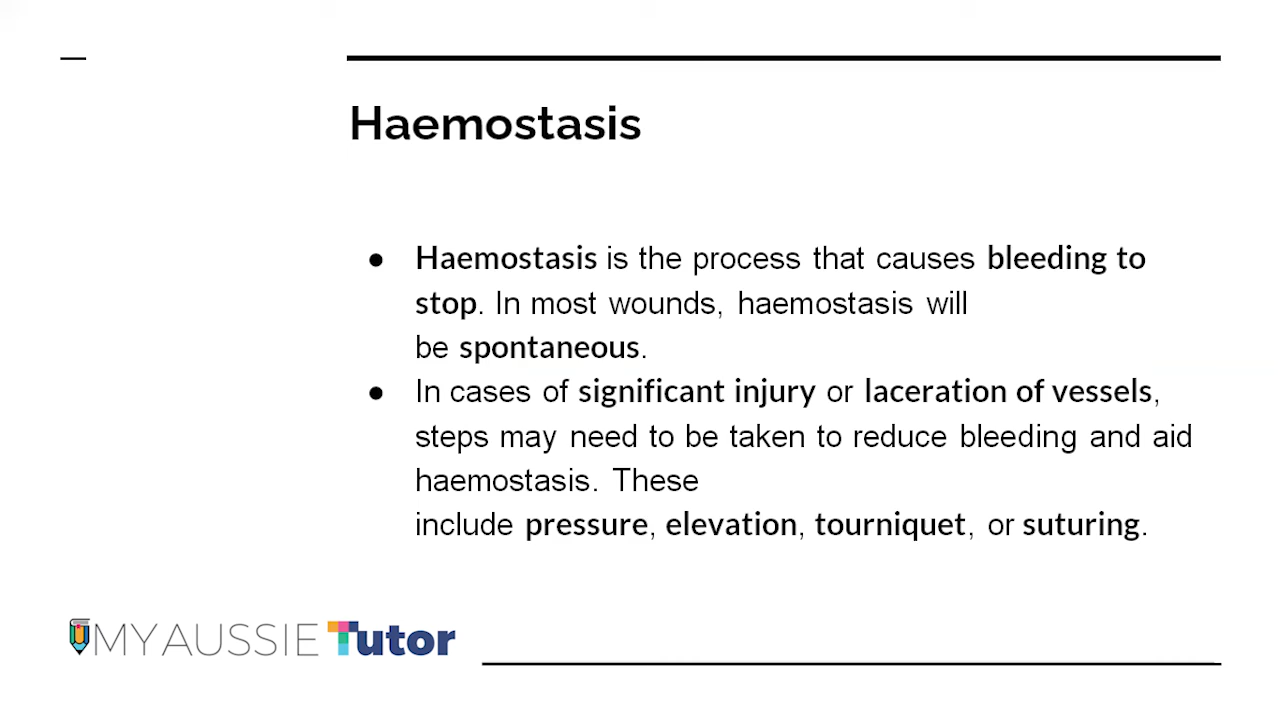 Haemostasis
● Haemostasis is the process that causes bleeding to
stop. In most wounds, haemostasis will
be spontaneous.
● In cases of significant injury or laceration of vessels,
steps may need to be taken to reduce bleeding and aid
haemostasis. These
include pressure, elevation, tourniquet, or suturing.
MY AUSSIE Tutor